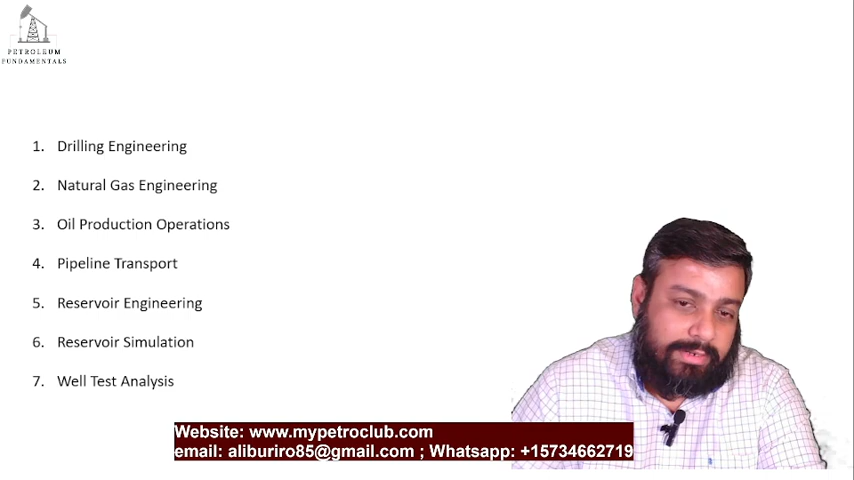 PETROLEUM
FUNDAMENTALS
1. Drilling Engineering
2. Natural Gas Engineering
3. Oil Production Operations
4. Pipeline Transport
5. Reservoir Engineering
6. Reservoir Simulation
7. Well Test Analysis
Website: www.mypetroclub.com
email: aliburiro85@gmail.com ; Whatsapp: +15734662719